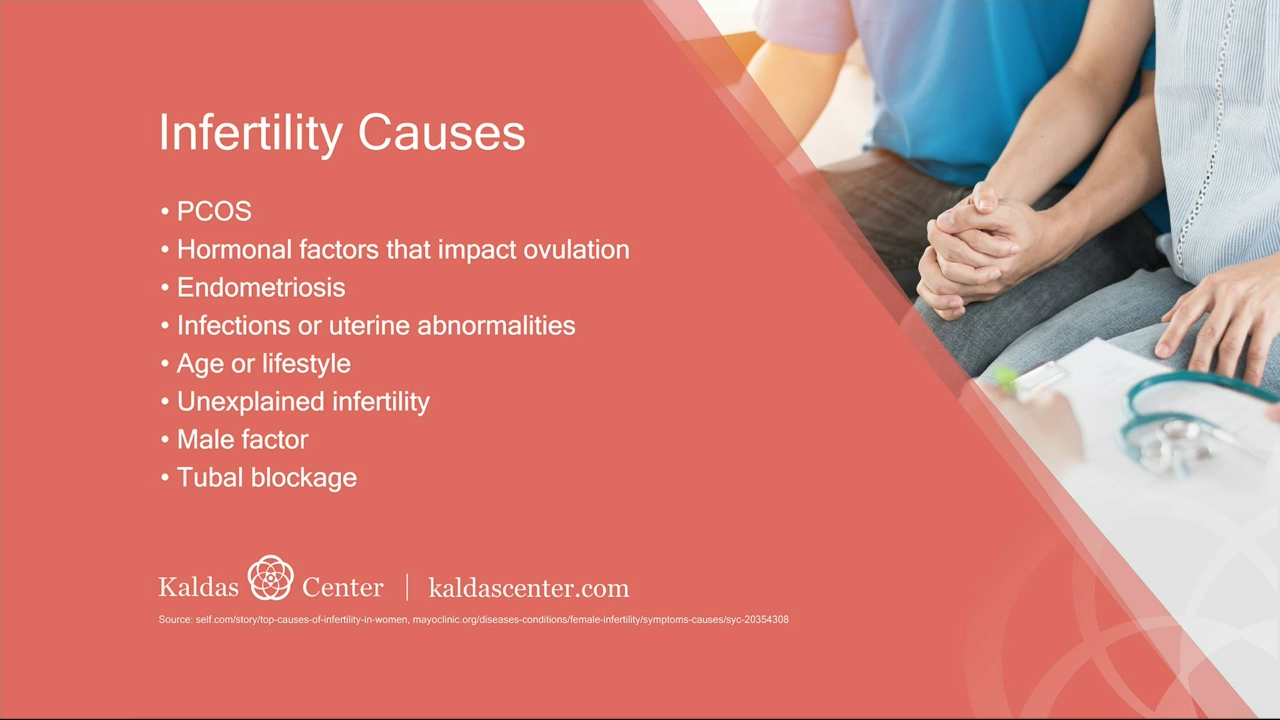 Infertility Causes
• PCOS
• Hormonal factors that impact ovulation
• Endometriosis
• Infections or uterine abnormalities
• Age or lifestyle
• Unexplained infertility
• Male factor
• Tubal blockage
Kaldas Center | kaldascenter.com
Source: self.com/story/top-causes-of-infertility-in-women, mayoclinic.org/diseases-conditions/female-infertility/symptoms-causes/syc-20354308